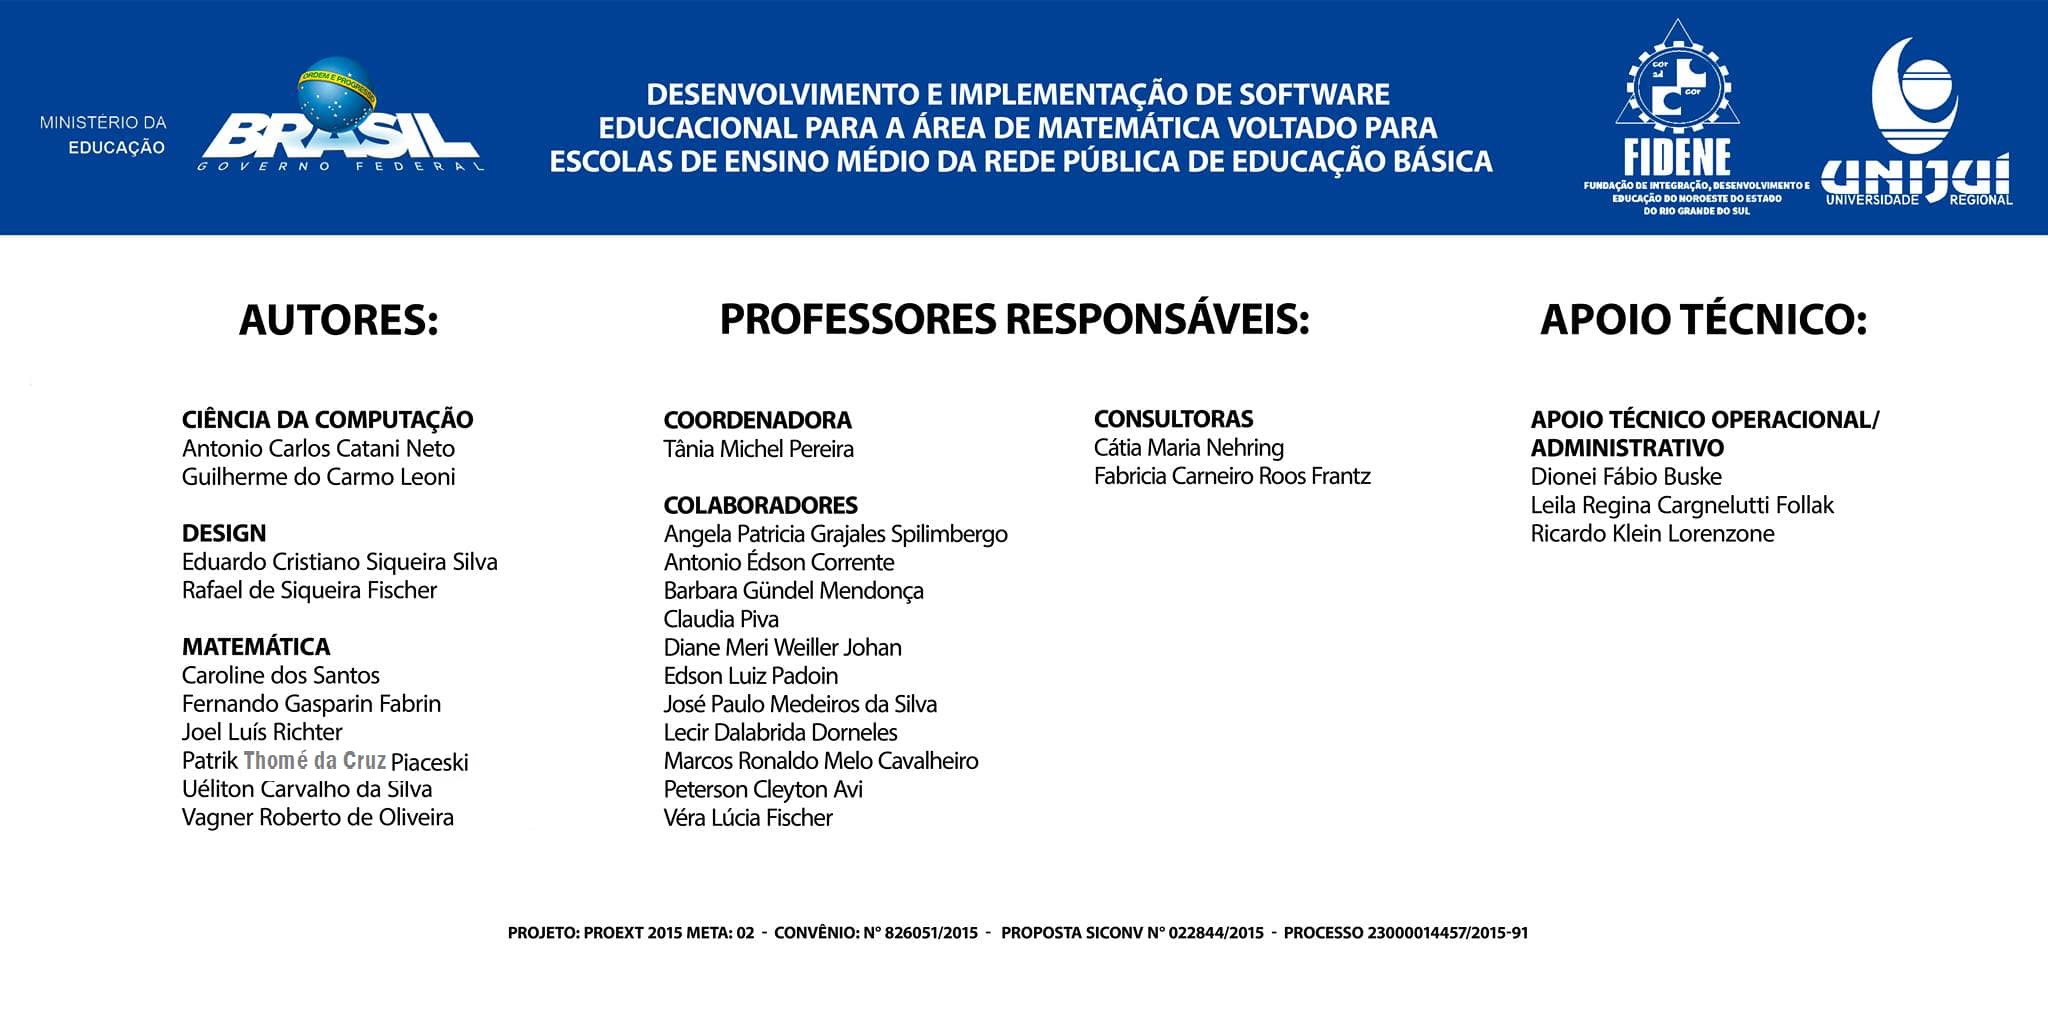 MINISTÉRIO DA
EDUCAÇÃO
ORDEM E PROGRESSO
BRASIL
GOVERNO FEDERAL
DESENVOLVIMENTO E IMPLEMENTAÇÃO DE SOFTWARE
EDUCACIONAL PARA A ÁREA DE MATEMÁTICA VOLTADO PARA
ESCOLAS DE ENSINO MÉDIO DA REDE PÚBLICA DE EDUCAÇÃO BÁSICA
cor
ad
cor
FIDENE
FUNDAÇÃO DE INTEGRAÇÃO, DESENVOLVIMENTO E
EDUCAÇÃO DO NOROESTE DO ESTADO
DO RIO GRANDE DO SUL
UNIJUÍ
UNIVERSIDADE REGIONAL
AUTORES:
CIÊNCIA DA COMPUTAÇÃO
Antonio Carlos Catani Neto
Guilherme do Carmo Leoni
DESIGN
Eduardo Cristiano Siqueira Silva
Rafael de Siqueira Fischer
MATEMÁTICA
Caroline dos Santos
Fernando Gasparin Fabrin
Joel Luís Richter
Patrik Thomé da Cruz Piaceski
Uéliton Carvalho da Silva
Vagner Roberto de Oliveira
PROFESSORES RESPONSÁVEIS:
COORDENADORA
Tânia Michel Pereira
COLABORADORES
Angela Patricia Grajales Spilimbergo
Antonio Édson Corrente
Barbara Gündel Mendonça
Claudia Piva
Diane Meri Weiller Johan
Edson Luiz Padoin
José Paulo Medeiros da Silva
Lecir Dalabrida Dorneles
Marcos Ronaldo Melo Cavalheiro
Peterson Cleyton Avi
Véra Lúcia Fischer
CONSULTORAS
Cátia Maria Nehring
Fabricia Carneiro Roos Frantz
APOIO TÉCNICO:
APOIO TÉCNICO OPERACIONAL/
ADMINISTRATIVO
Dionei Fábio Buske
Leila Regina Cargnelutti Follak
Ricardo Klein Lorenzone
PROJETO: PROEXT 2015 META: 02 - CONVÊNIO: N° 826051/2015 - PROPOSTA SICONV N° 022844/2015 - PROCESSO 23000014457/2015-91